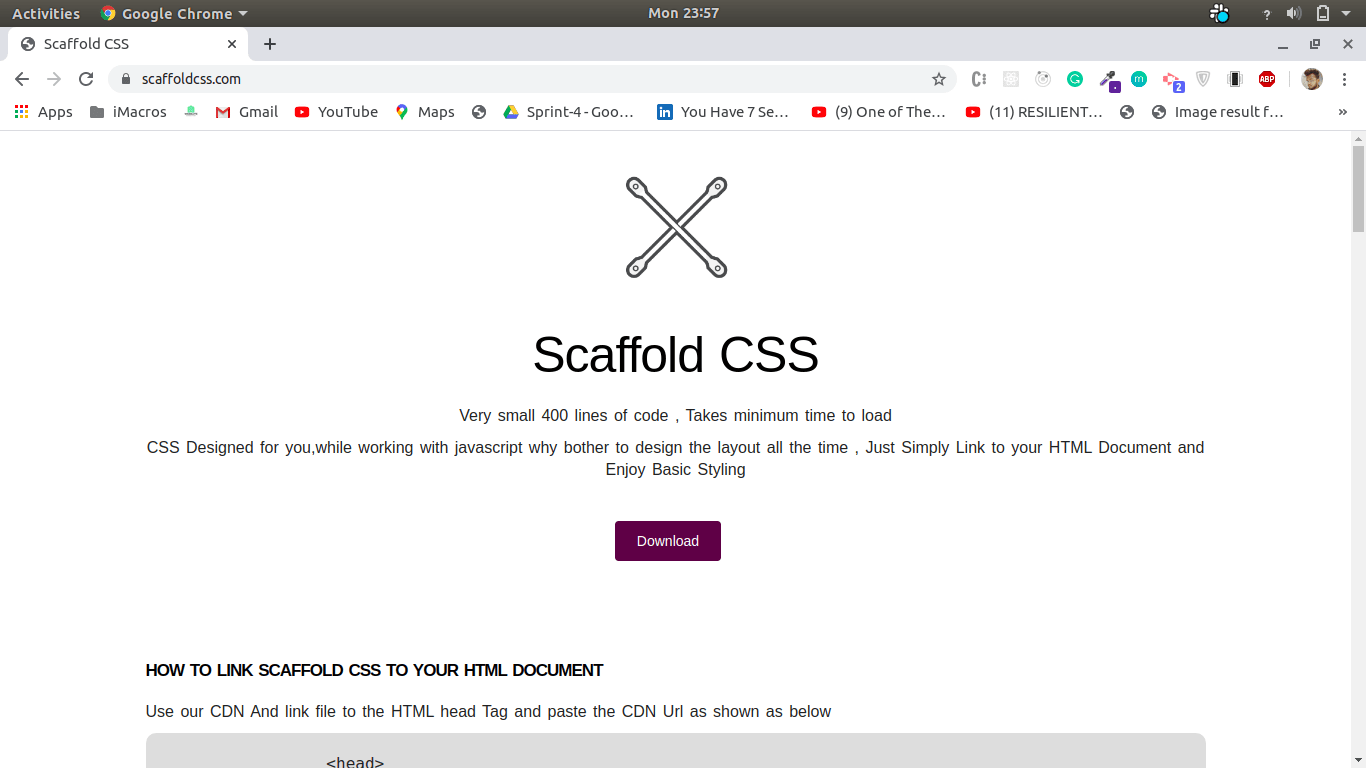 Activities Google Chrome Mon 23:57 ?
Scaffold CSS
scaffoldcss.com C 2 m ABP
Apps iMacros Gmail YouTube Maps Sprint-4 - Goo… You Have 7 Se… (9) One of The… (11) RESILIENT… Image result f… »
Scaffold CSS
Very small 400 lines of code , Takes minimum time to load
CSS Designed for you,while working with javascript why bother to design the layout all the time , Just Simply Link to your HTML Document and
Enjoy Basic Styling
Download
HOW TO LINK SCAFFOLD CSS TO YOUR HTML DOCUMENT
Use our CDN And link file to the HTML head Tag and paste the CDN Url as shown as below
<head>